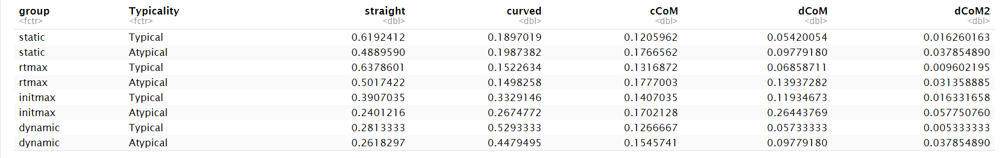 group Typicality straight curved cCoM dCoM dCoM2
<fctr> <fctr> <dbl> <dbl> <dbl> <dbl> <dbl>
static Typical 0.6192412 0.1897019 0.1205962 0.05420054 0.016260163
static Atypical 0.4889590 0.1987382 0.1766562 0.09779180 0.037854890
rtmax Typical 0.6378601 0.1522634 0.1316872 0.06858711 0.009602195
rtmax Atypical 0.5017422 0.1498258 0.1777003 0.13937282 0.031358885
initmax Typical 0.3907035 0.3329146 0.1407035 0.11934673 0.016331658
initmax Atypical 0.2401216 0.2674772 0.1702128 0.26443769 0.057750760
dynamic Typical 0.2813333 0.5293333 0.1266667 0.05733333 0.005333333
dynamic Atypical 0.2618297 0.4479495 0.1545741 0.09779180 0.037854890